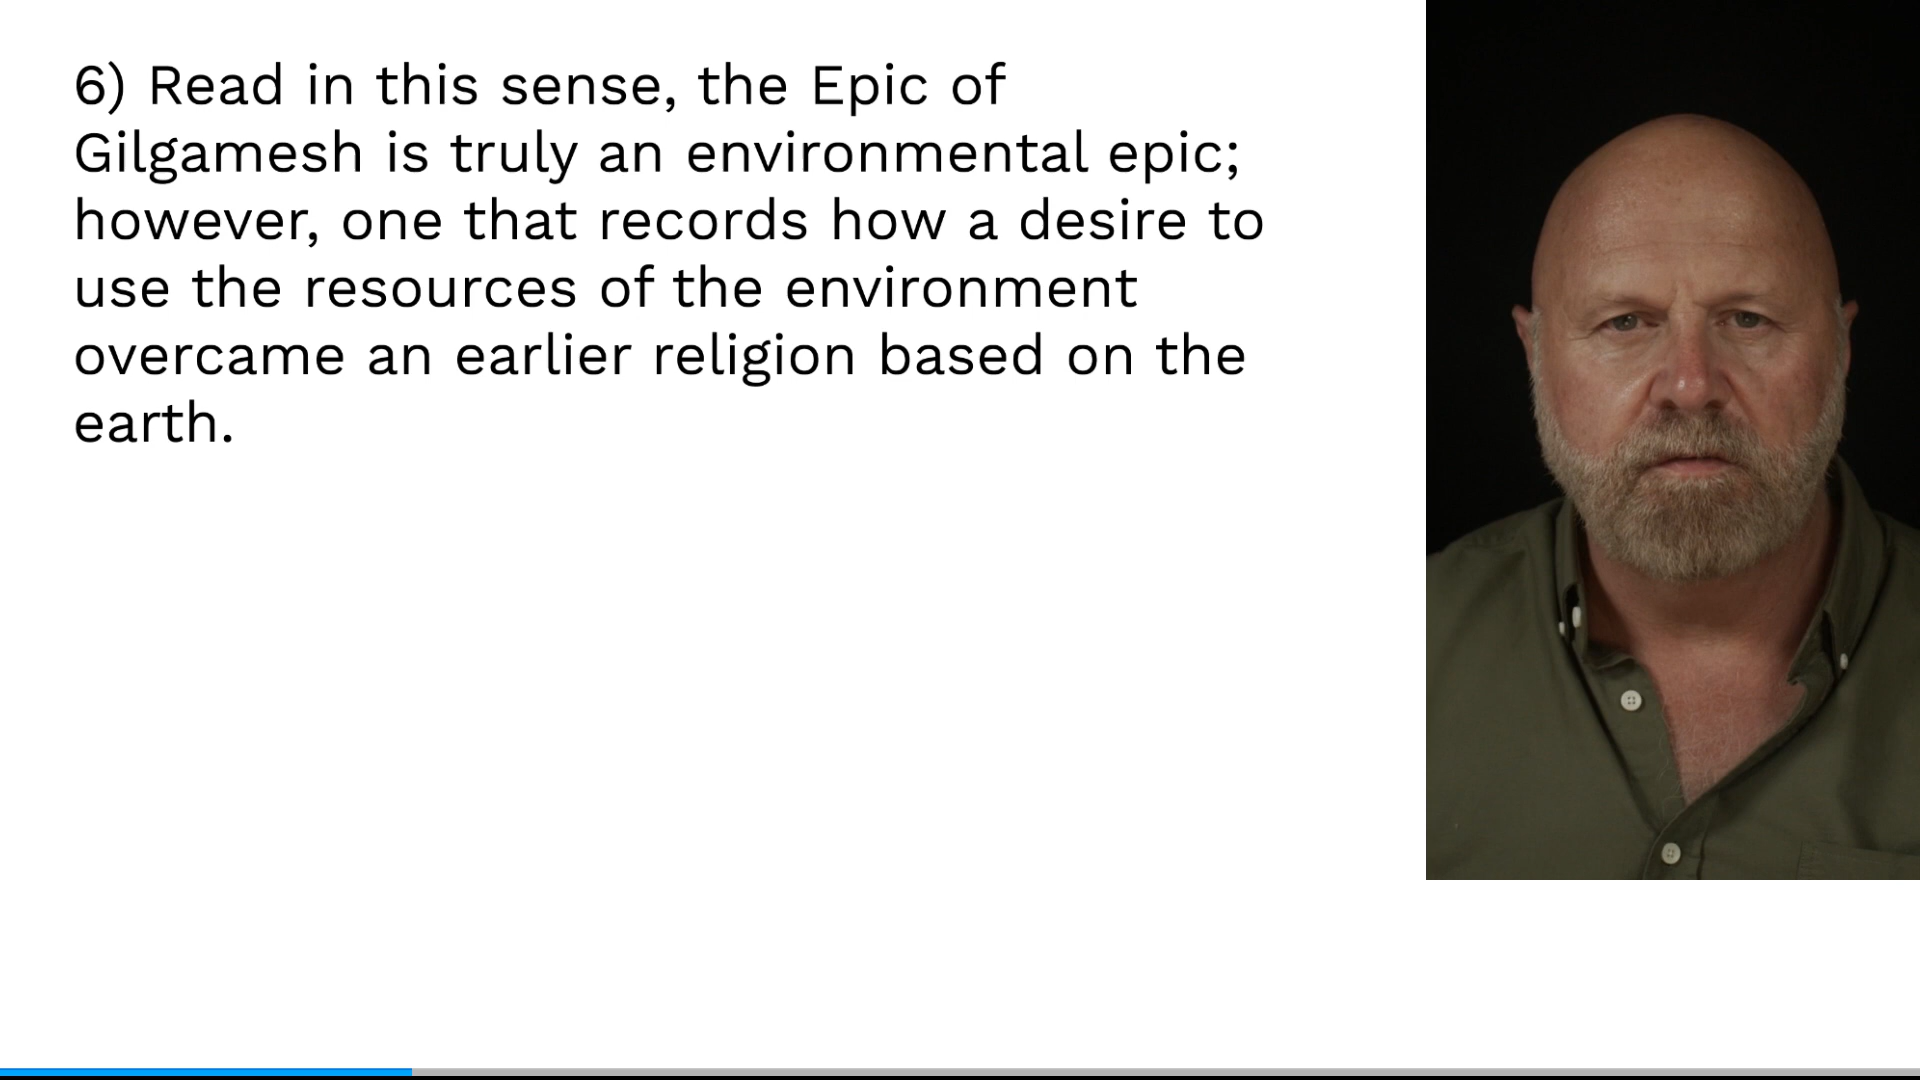 6) Read in this sense, the Epic of
Gilgamesh is truly an environmental epic;
however, one that records how a desire to
use the resources of the environment
overcame an earlier religion based on the
earth.